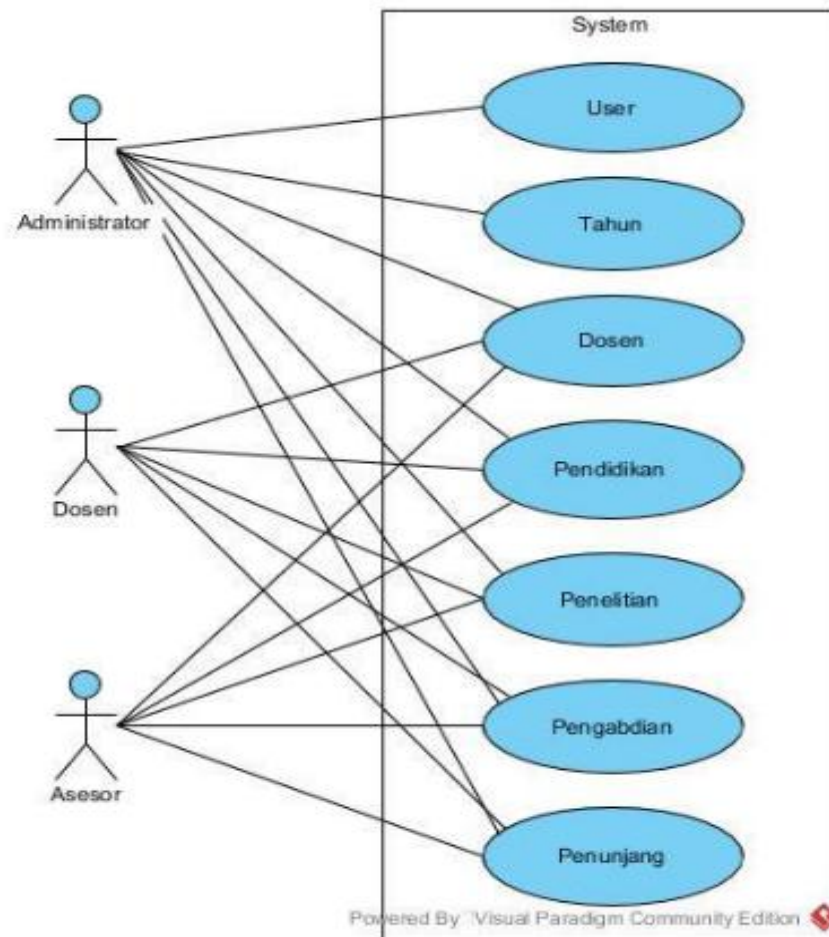 System
User
Administrator
Tahun
Dosen
Dosen
Pendidikan
Penelitian
Asesor
Pengabdian
Penunjang
Powered By Visual Paradigm Community Edition